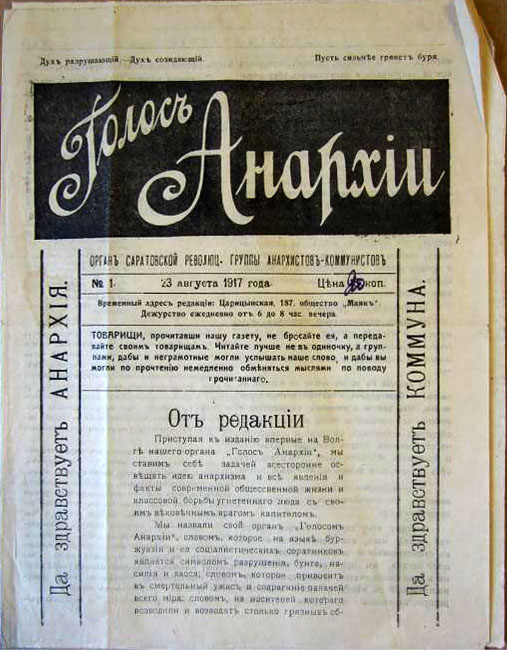 Духъ разрушающій—Духъ созидающій.
Пусть сильнѣе грянетъ буря.
Голосъ
Анархіи
ОРГАНЪ САРАТОВСКОЙ РЕВОЛЮЦ. ГРУППЫ АНАРХИСТОВЪ-КОММУНИСТОВЪ
№ 1. 23 августа 1917 года. Цѣна 20 коп.
Временный адресъ редакціи: Царицынская, 187. общество „Маякъ“.
Дежурство ежедневно отъ 6 до 8 час. вечера.
ТОВАРИЩИ, прочитавши нашу газету, не бросайте ея, а переда-
вайте своимъ товарищамъ. Читайте лучше не въ одиночку, а груп-
пами, дабы и неграмотные могли услышать наше слово, и дабы вы
могли по прочтенію немедленно обмѣняться мыслями по поводу
прочитаннаго.
Да здравствуетъ АНАРХІЯ.
Да здравствуетъ КОММУНА.
Отъ редакціи
Приступая къ изданію впервые на Вол-
гѣ нашего органа „Голосъ Анархіи“, мы
ставимъ себѣ задачей всесторонне ос-
вѣщать идею анархизма и всѣ явленія и
факты современной общественной жизни и
классовой борьбы угнетеннаго люда съ сво-
имъ вѣковѣчнымъ врагомъ капиталомъ.
Мы назвали свой органъ „Голосомъ
Анархіи“, словомъ, которое на языкѣ бур-
жуазіи и ея соціалистическихъ соратниковъ
является символомъ разрушенія, бунта, на-
силія и хаоса; словомъ, которое приводитъ
въ смертельный ужасъ и содраганіе палачей
всего міра; словомъ, на носителей котораго
возводили и возводятъ столько грязныхъ об-